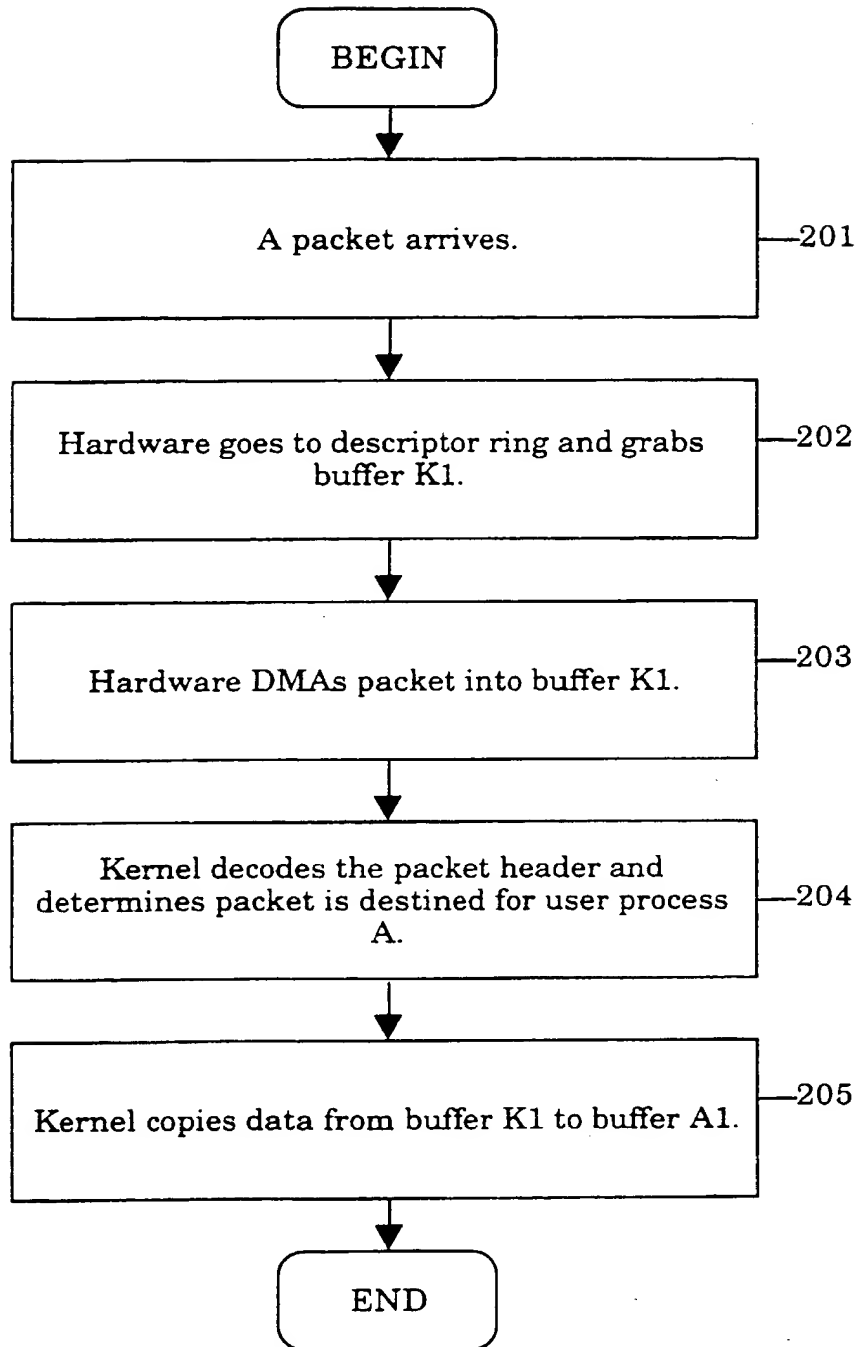 BEGIN
A packet arrives.
201
Hardware goes to descriptor ring and grabs
buffer K1.
202
Hardware DMAs packet into buffer K1.
203
Kernel decodes the packet header and
determines packet is destined for user process
A.
204
Kernel copies data from buffer K1 to buffer A1.
205
END